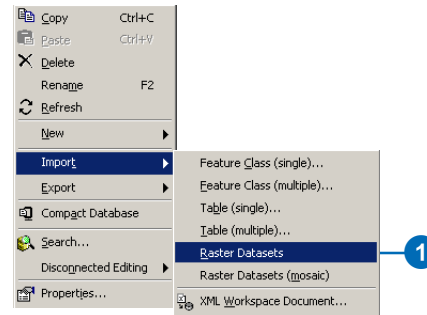 Copy Ctrl+C
Paste Ctrl+V
Delete
Rename F2
Refresh
New
Import
Export
Compact Database
Search...
Disconnected Editing
Properties...
Feature Class (single)...
Feature Class (multiple)...
Table (single)...
Table (multiple)...
Raster Datasets
Raster Datasets (mosaic)
XML Workspace Document...
1